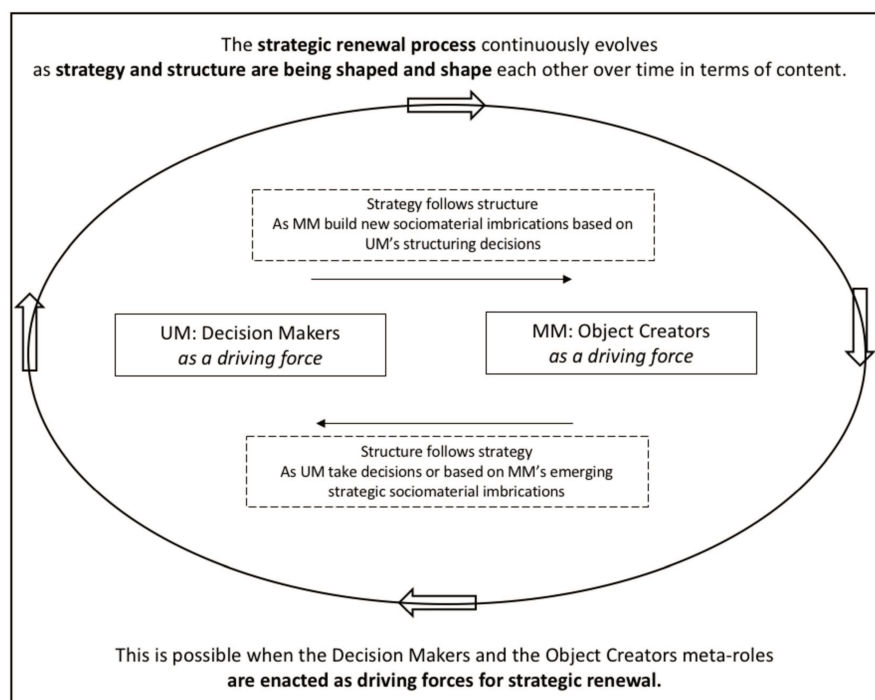 The strategic renewal process continuously evolves
as strategy and structure are being shaped and shape each other over time in terms of content.
Strategy follows structure
As MM build new sociomaterial imbrications based on
UM's structuring decisions
UM: Decision Makers
as a driving force
MM: Object Creators
as a driving force
Structure follows strategy
As UM take decisions or based on MM's emerging
strategic sociomaterial imbrications
This is possible when the Decision Makers and the Object Creators meta-roles
are enacted as driving forces for strategic renewal.